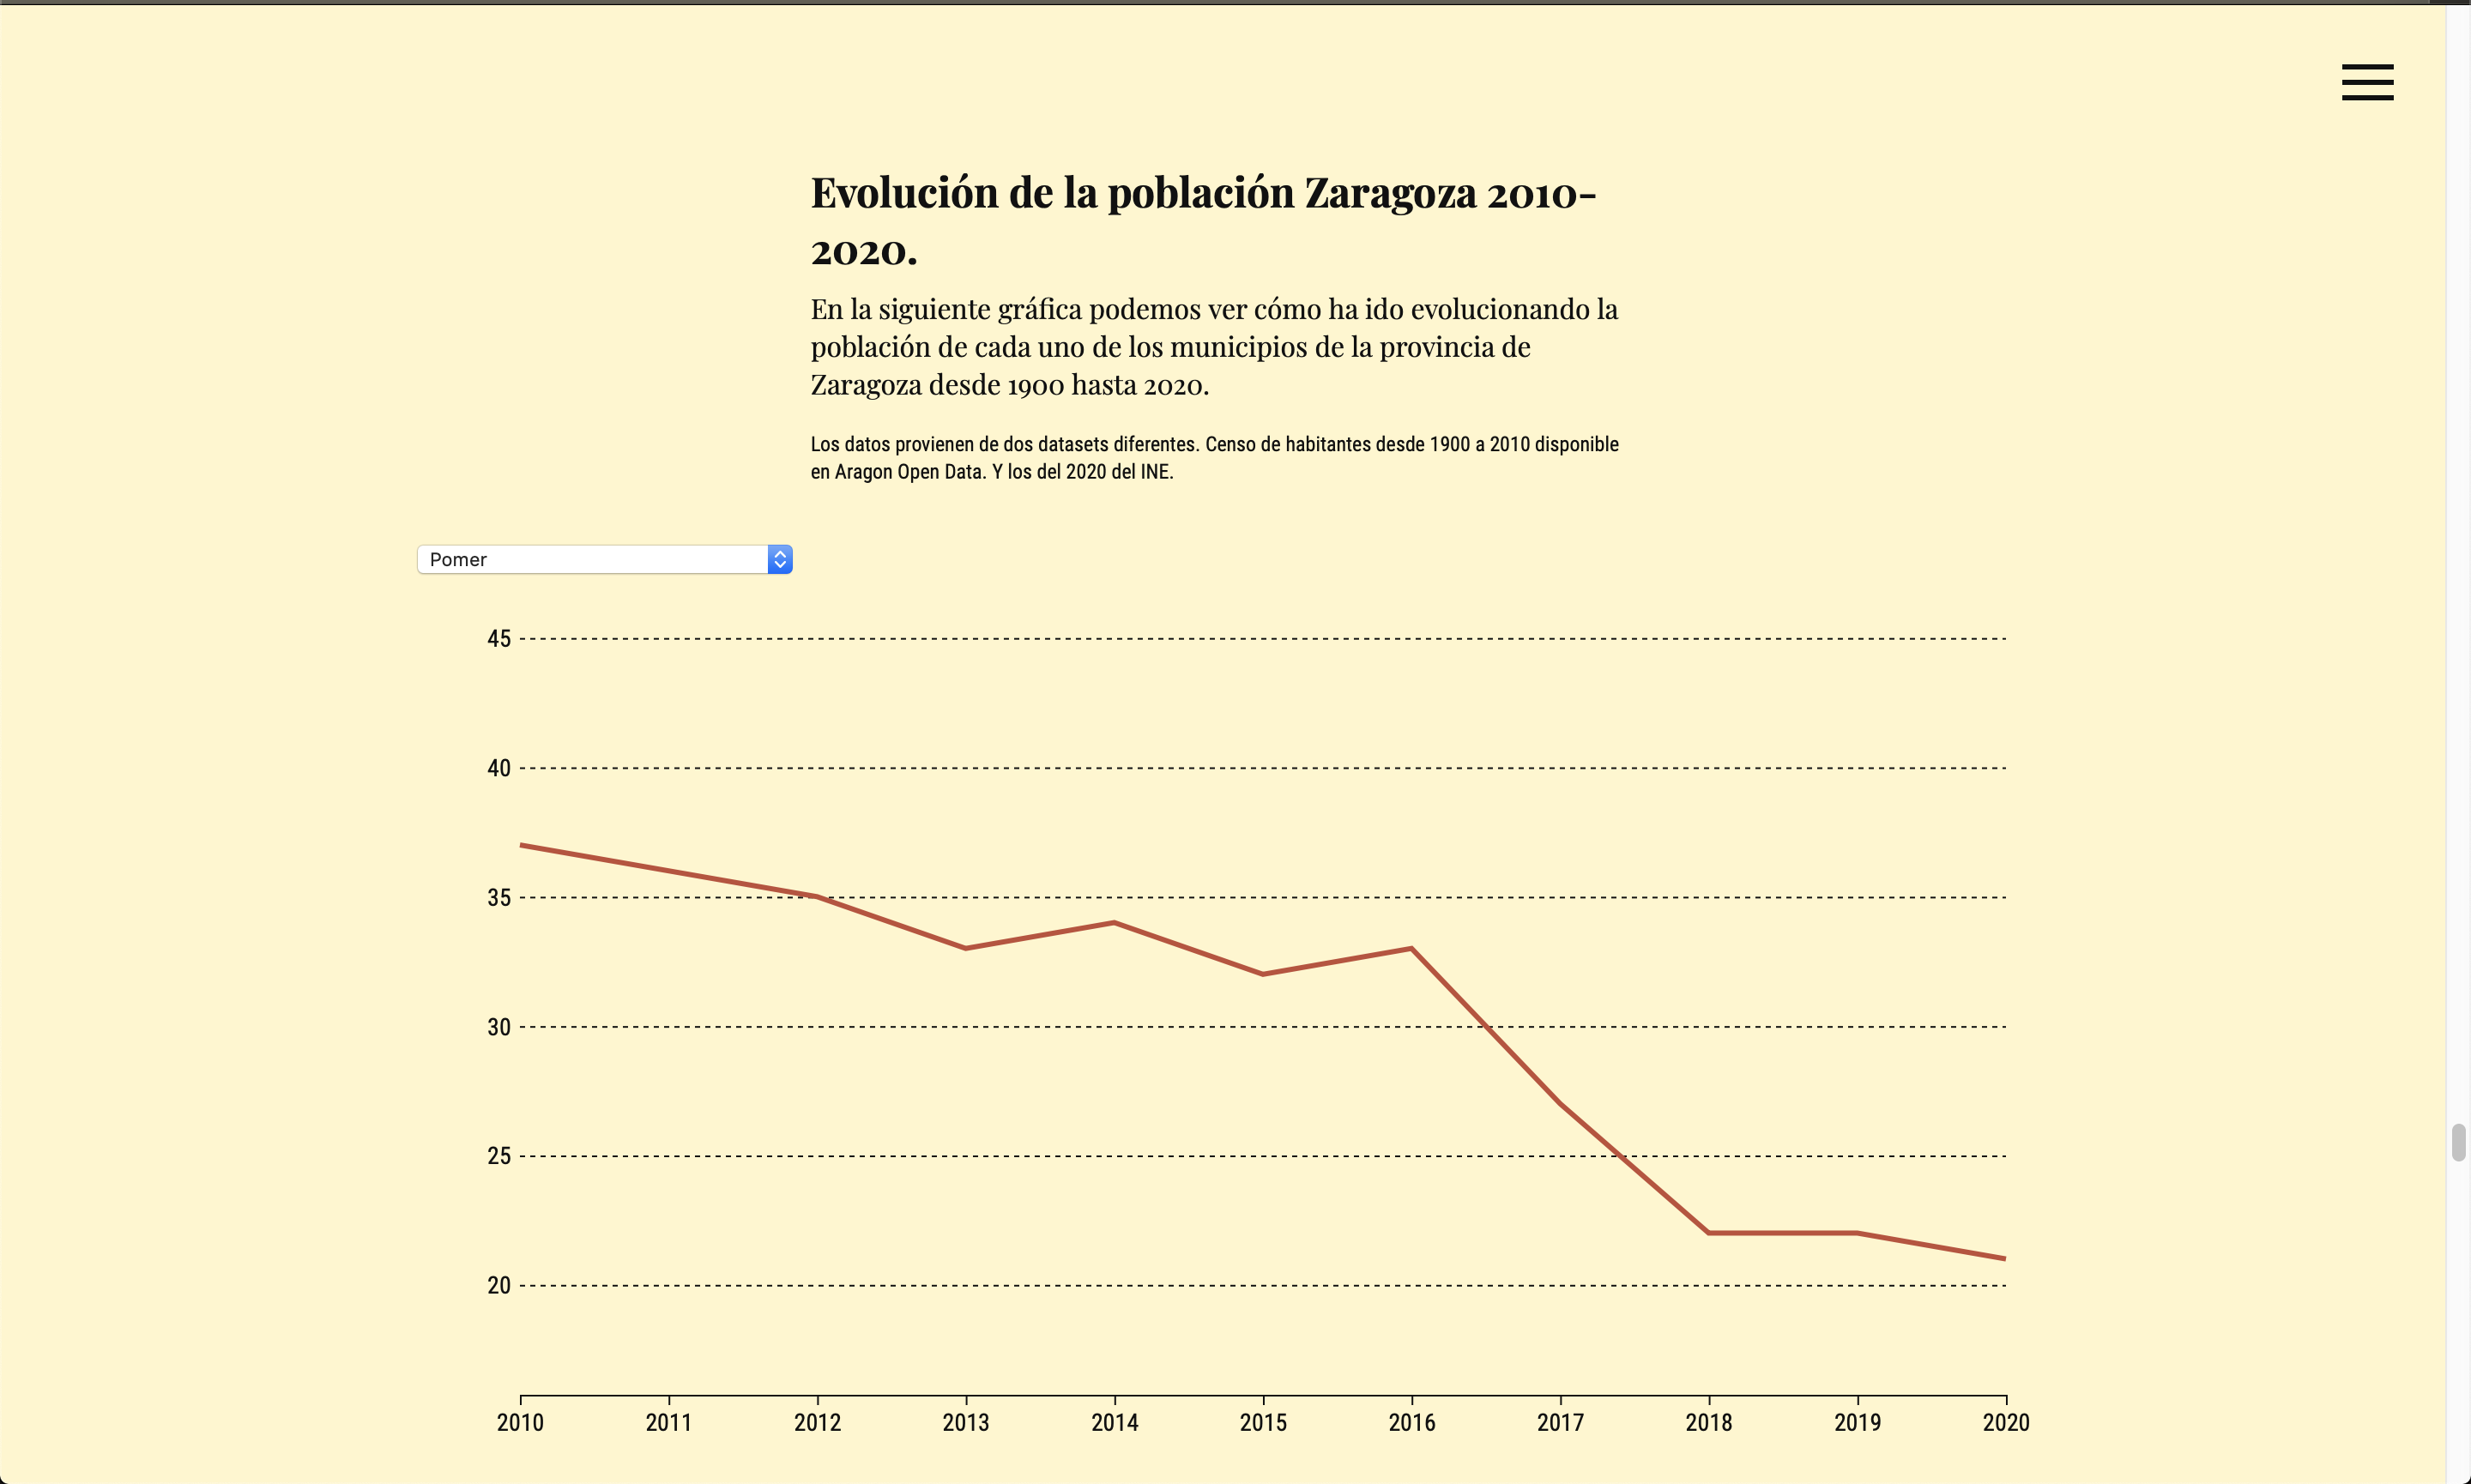 Evolución de la población Zaragoza 2010-
2020.
En la siguiente gráfica podemos ver cómo ha ido evolucionando la
población de cada uno de los municipios de la provincia de
Zaragoza desde 1900 hasta 2020.
Los datos provienen de dos datasets diferentes. Censo de habitantes desde 1900 a 2010 disponible
en Aragon Open Data. Y los del 2020 del INE.
Pomer
45
40
35
30
25
20
2010 2011 2012 2013 2014 2015 2016 2017 2018 2019 2020